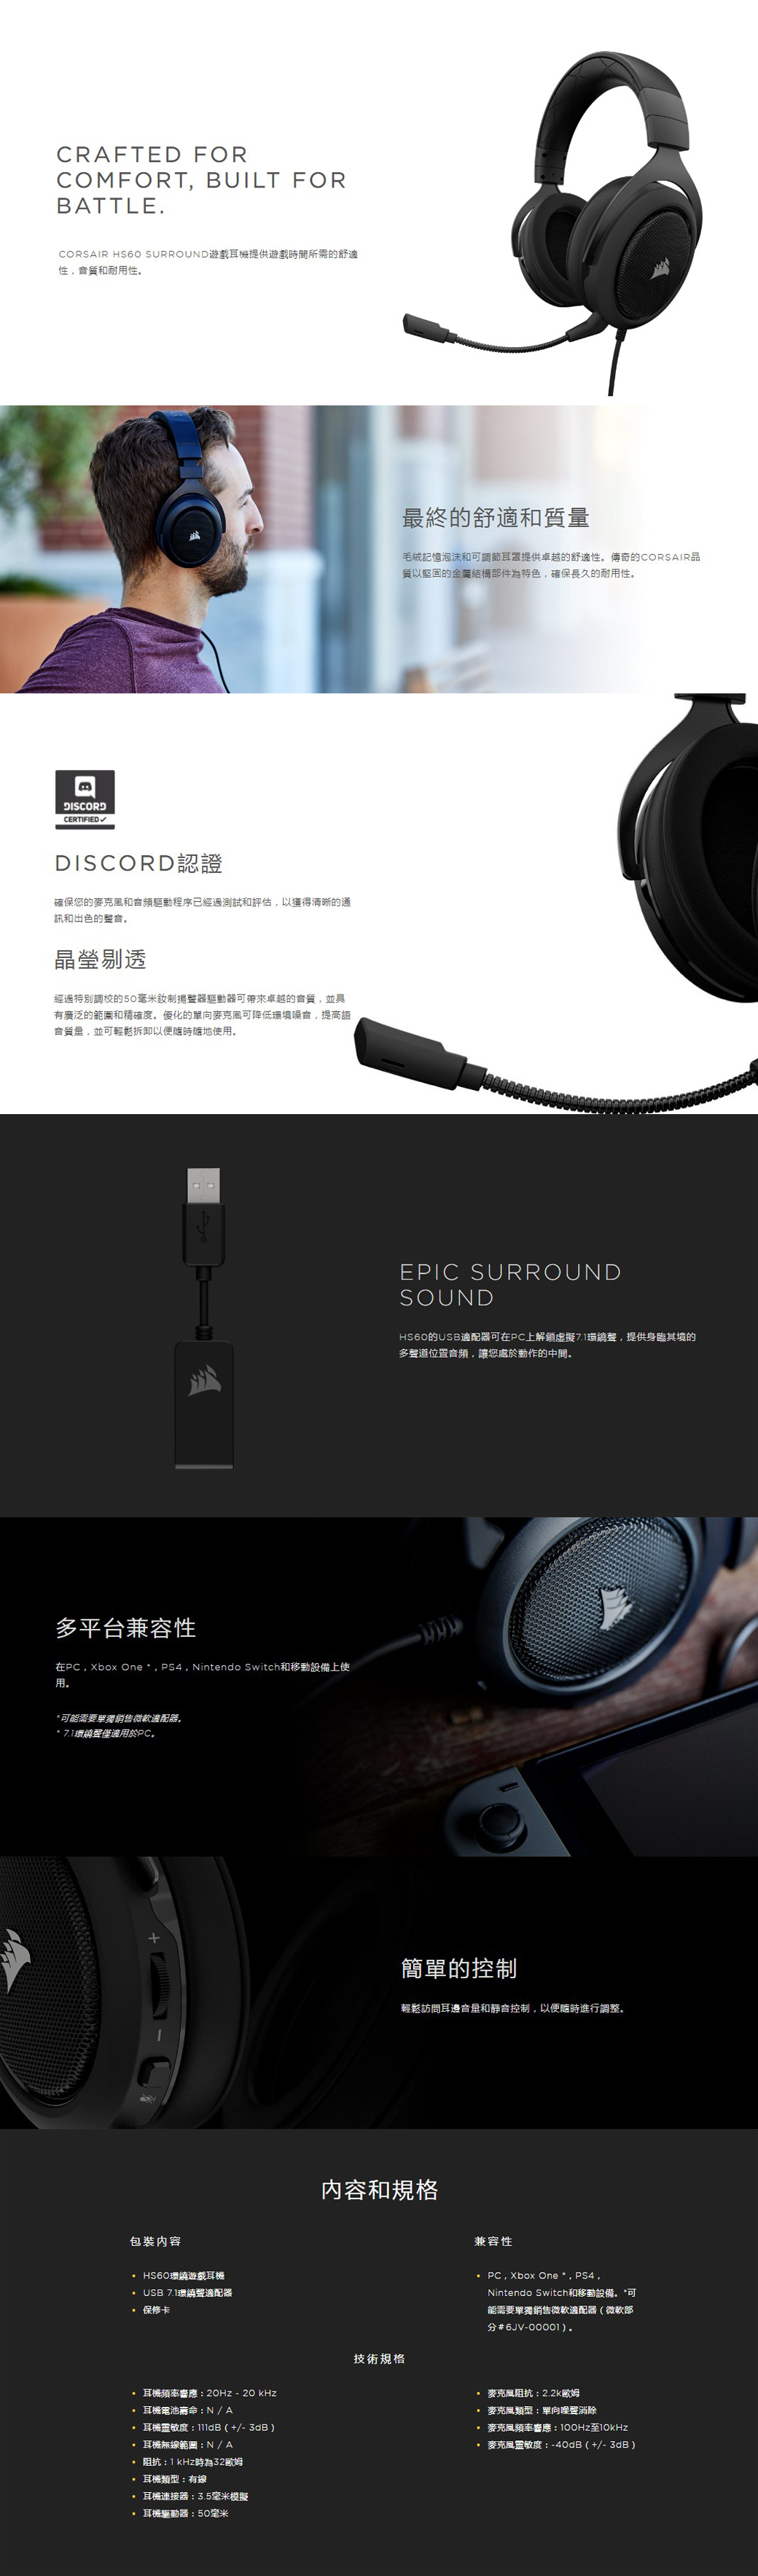 CRAFTED FOR
COMFORT, BUILT FOR
BATTLE.
CORSAIR HS60 SURROUND遊戲耳機提供遊戲時間所需的舒適
性，音質和耐用性。
最終的舒適和質量
毛絨記憶泡沫和可調節耳罩提供卓越的舒適性。傳奇的CORSAIR品
質以堅固的金屬結構部件為特色，確保長久的耐用性。
DISCORD
CERTIFIED✓
DISCORD認證
確保您的麥克風和音頻驅動程序已經過測試和評估，以獲得清晰的通
訊和出色的聲音。
晶瑩剔透
經過特別調校的50毫米釹制揚聲器驅動器可帶來卓越的音質，並具
有廣泛的範圍和精確度。優化的單向麥克風可降低環境噪音，提高語
音質量，並可輕鬆拆卸以便隨時隨地使用。
EPIC SURROUND
SOUND
HS60的USB適配器可在PC上解鎖虛擬7.1環繞聲，提供身臨其境的
多聲道位置音頻，讓您處於動作的中間。
多平台兼容性
在PC，Xbox One *，PS4，Nintendo Switch和移動設備上使
用。
*可能需要單獨銷售微軟適配器。
* 7.1環繞聲僅適用於PC。
簡單的控制
輕鬆訪問耳邊音量和靜音控制，以便隨時進行調整。
內容和規格
包裝內容
• HS60環繞遊戲耳機
• USB 7.1環繞聲適配器
• 保修卡
兼容性
• PC，Xbox One *，PS4，
Nintendo Switch和移動設備。*可
能需要單獨銷售微軟適配器（微軟部
分#6JV-00001）。
技術規格
• 耳機頻率響應：20Hz - 20 kHz
• 耳機電池壽命：N / A
• 耳機靈敏度：111dB（+/- 3dB）
• 耳機無線範圍：N / A
• 阻抗：1 kHz時為32歐姆
• 耳機類型：有線
• 耳機連接器：3.5毫米模擬
• 耳機驅動器：50毫米
• 麥克風阻抗：2.2k歐姆
• 麥克風類型：單向噪聲消除
• 麥克風頻率響應：100Hz至10kHz
• 麥克風靈敏度：-40dB（+/- 3dB）